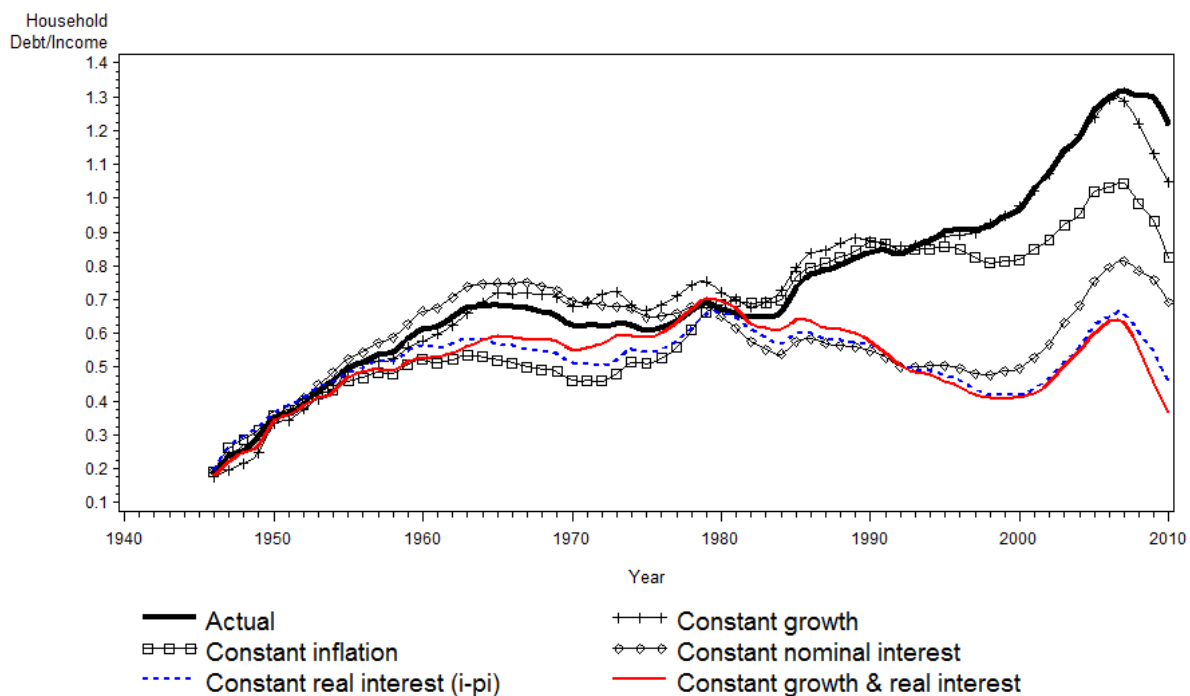 Household
Debt/Income
1.4
1.3
1.2
1.1
1.0
0.9
0.8
0.7
0.6
0.5
0.4
0.3
0.2
0.1
1940 1950 1960 1970 1980 1990 2000 2010
Year
Actual Constant growth
Constant inflation Constant nominal interest
Constant real interest (i-pi) Constant growth & real interest